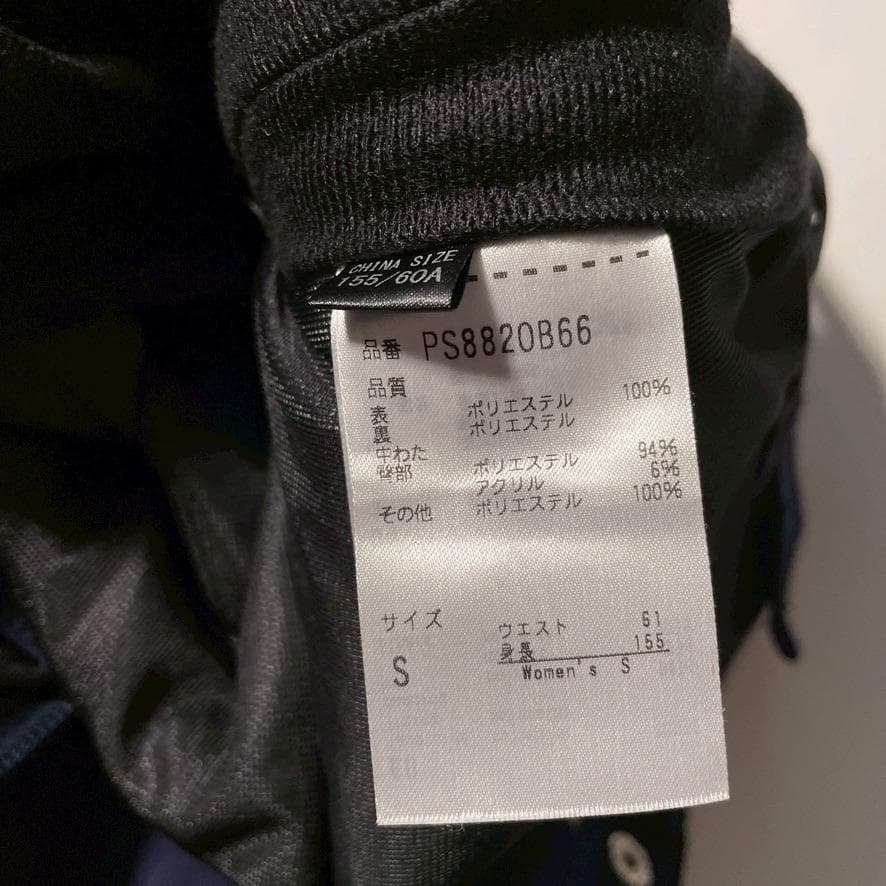 CHINA SIZE
155/60A
品番 PS8820B66
品質
表 ポリエステル 100%
裏 ポリエステル
中わた
臀部 ポリエステル 94%
アクリル 6%
その他 ポリエステル 100%
サイズ ウエスト 61
身長 155
S Women's S